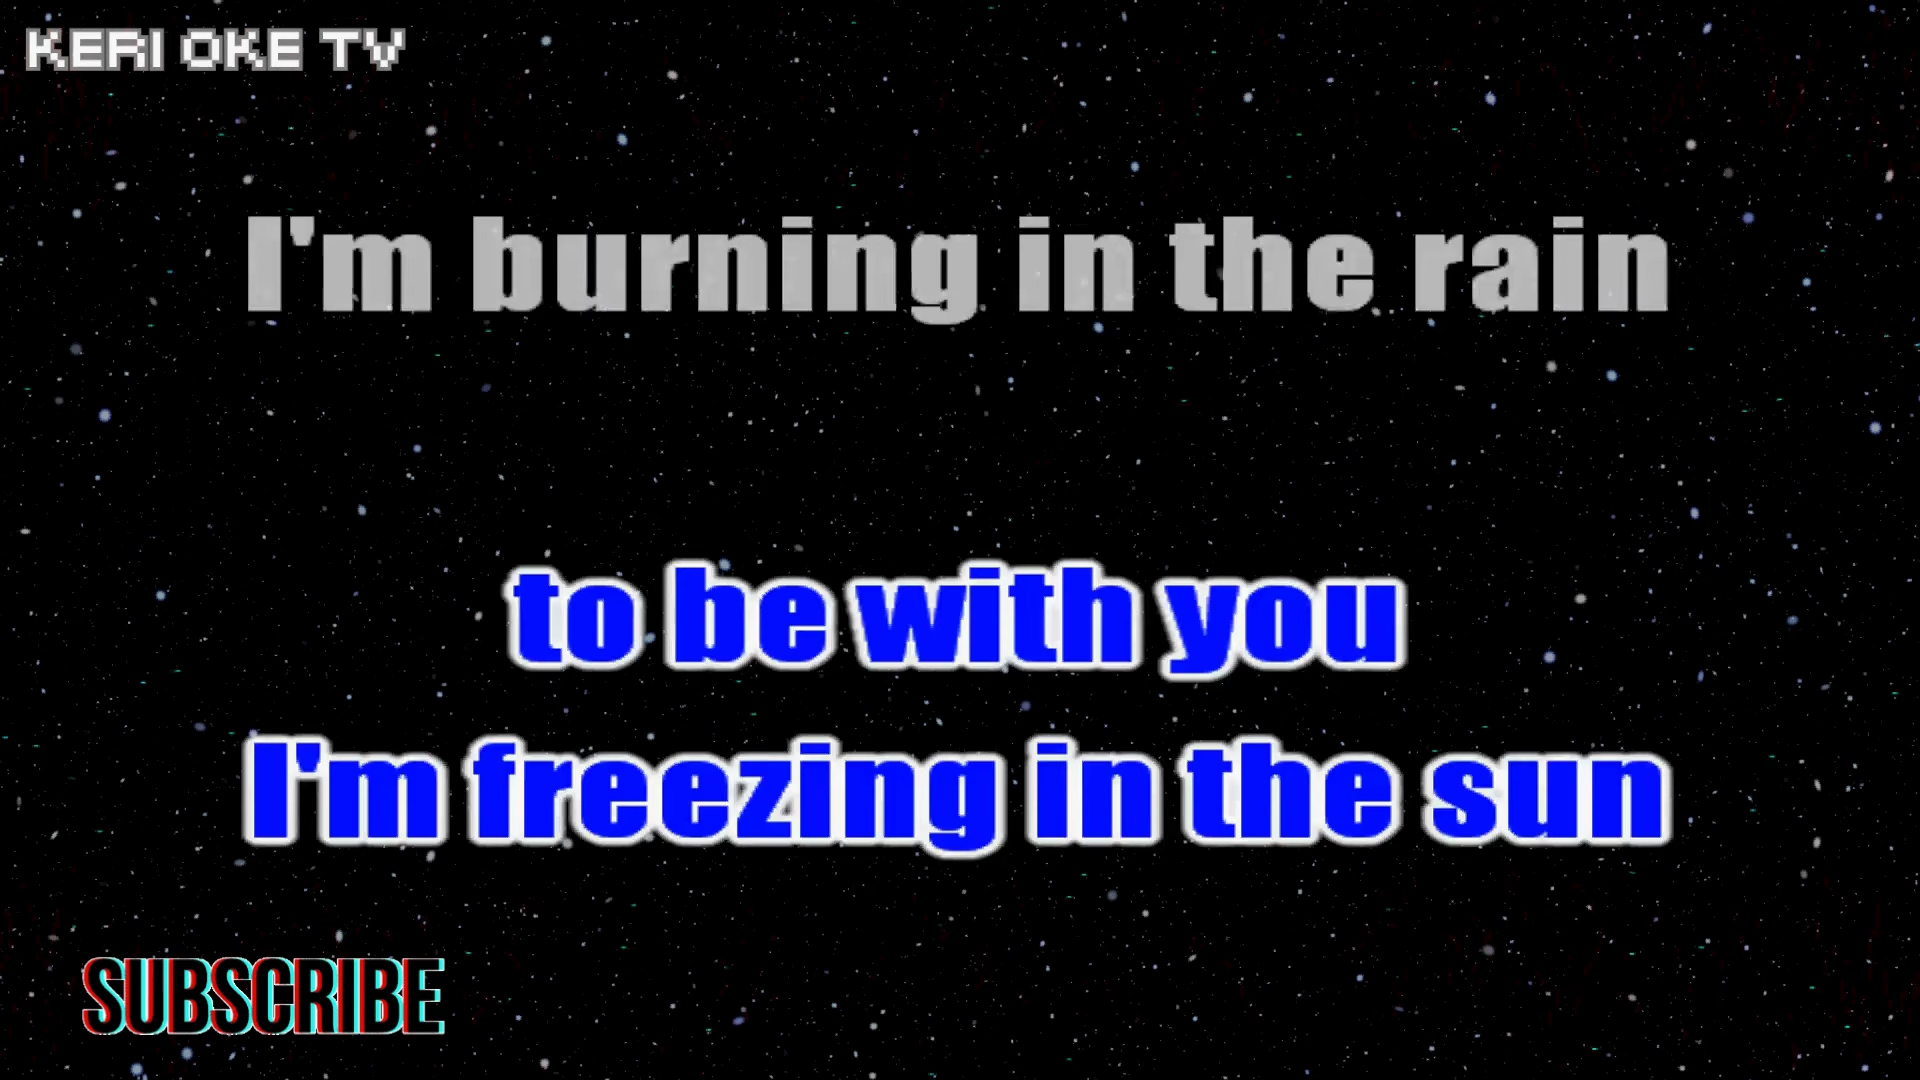 KERI OKE TV
I'm burning in the rain
to be with you
I'm freezing in the sun
SUBSCRIBE